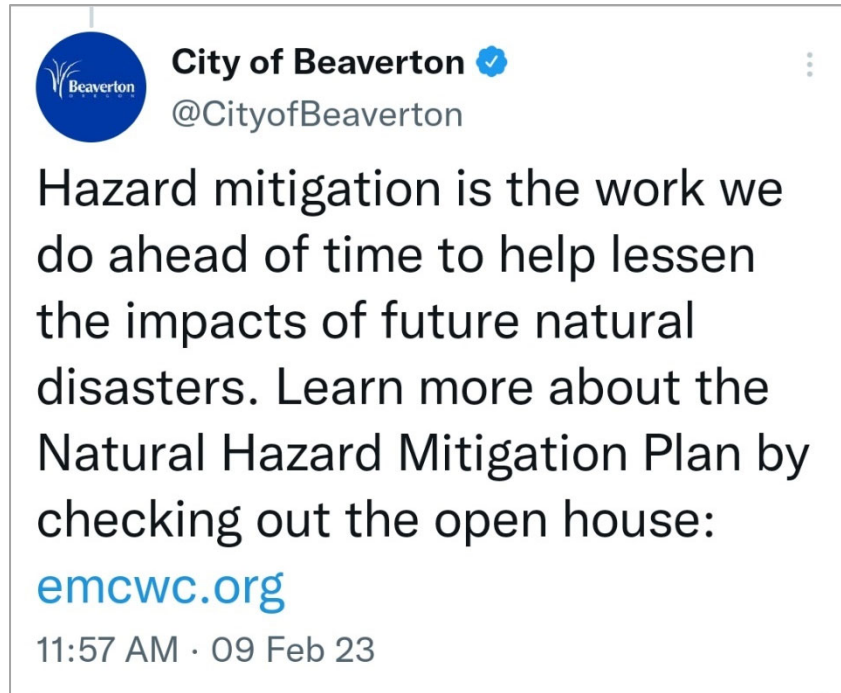 City of Beaverton
Beaverton
OREGON
@CityofBeaverton
Hazard mitigation is the work we
do ahead of time to help lessen
the impacts of future natural
disasters. Learn more about the
Natural Hazard Mitigation Plan by
checking out the open house:
emcwc.org
11:57 AM · 09 Feb 23